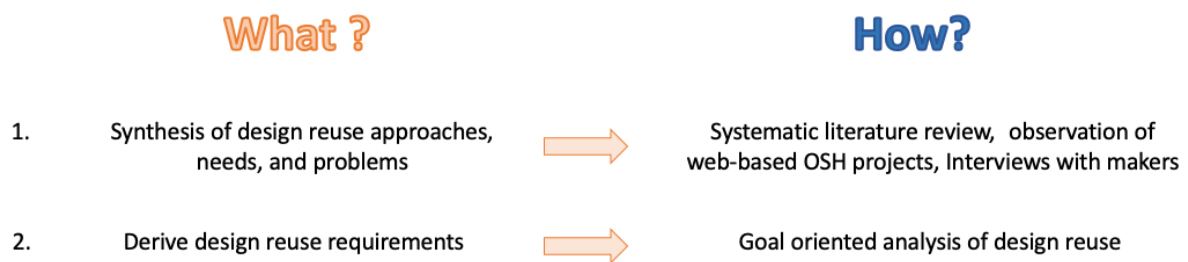 What ?
How?
1.
Synthesis of design reuse approaches,
needs, and problems
Systematic literature review,  observation of
web-based OSH projects, Interviews with makers
2.
Derive design reuse requirements
Goal oriented analysis of design reuse